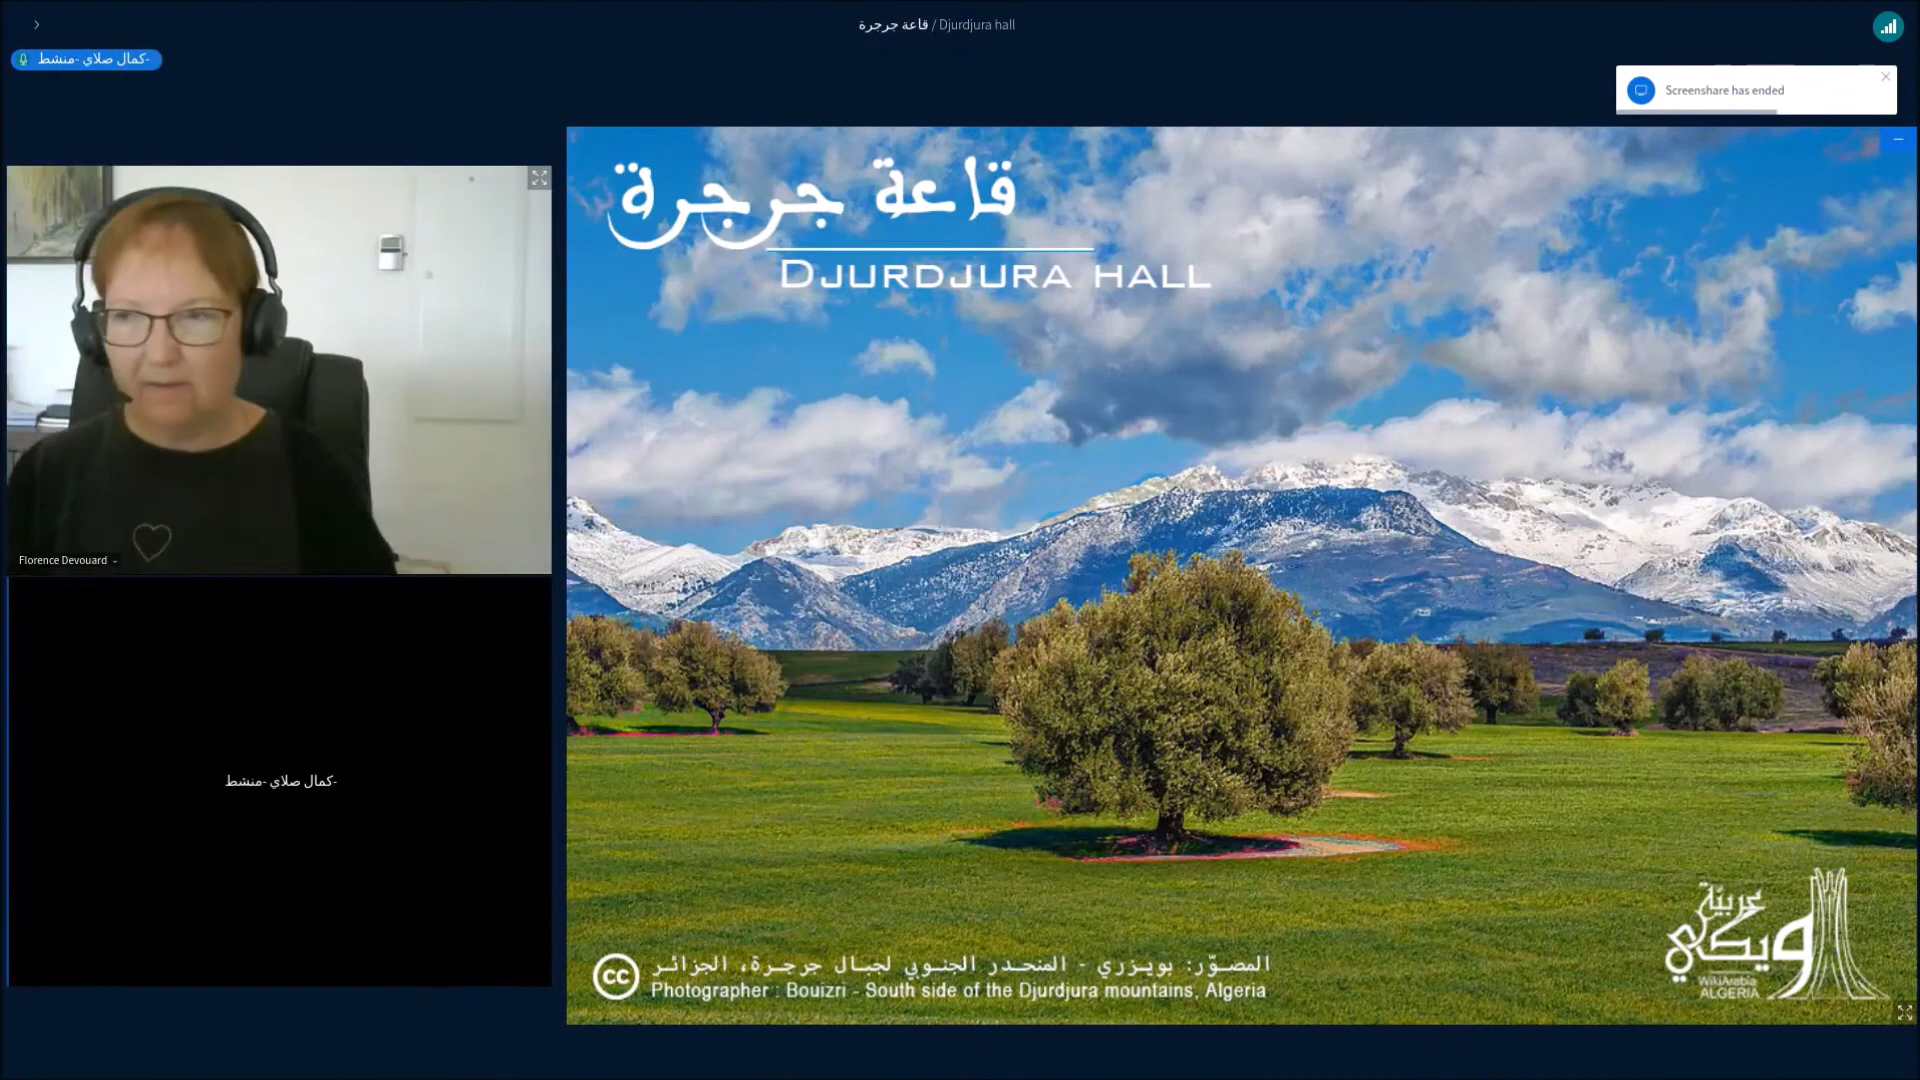 قاعة جرجرة / Djurdjura hall
كمال صلاي -منشط-
Screenshare has ended
قاعة جرجرة
DJURDJURA HALL
Florence Devouard
كمال صلاي -منشط-
المصوّر: بويزري - المنحدر الجنوبي لجبال جرجرة، الجزائر
cc
Photographer : Bouizri - South side of the Djurdjura mountains, Algeria
ويكي
عربيّة
WikiArabia
ALGERIA